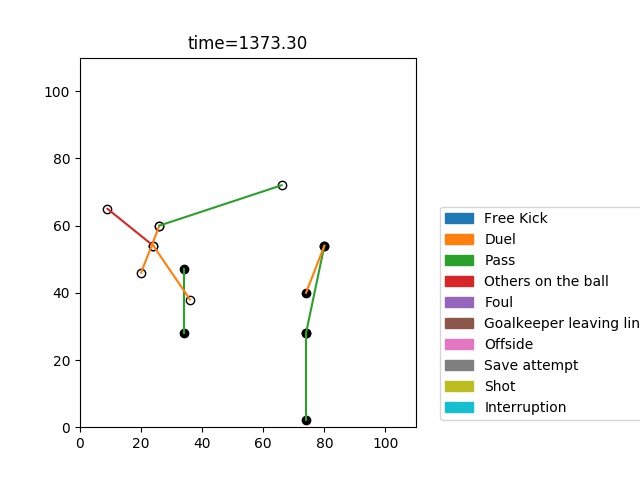 time=1373.30
100
80
60
40
20
0
0 20 40 60 80 100
Free Kick
Duel
Pass
Others on the ball
Foul
Goalkeeper leaving lin
Offside
Save attempt
Shot
Interruption